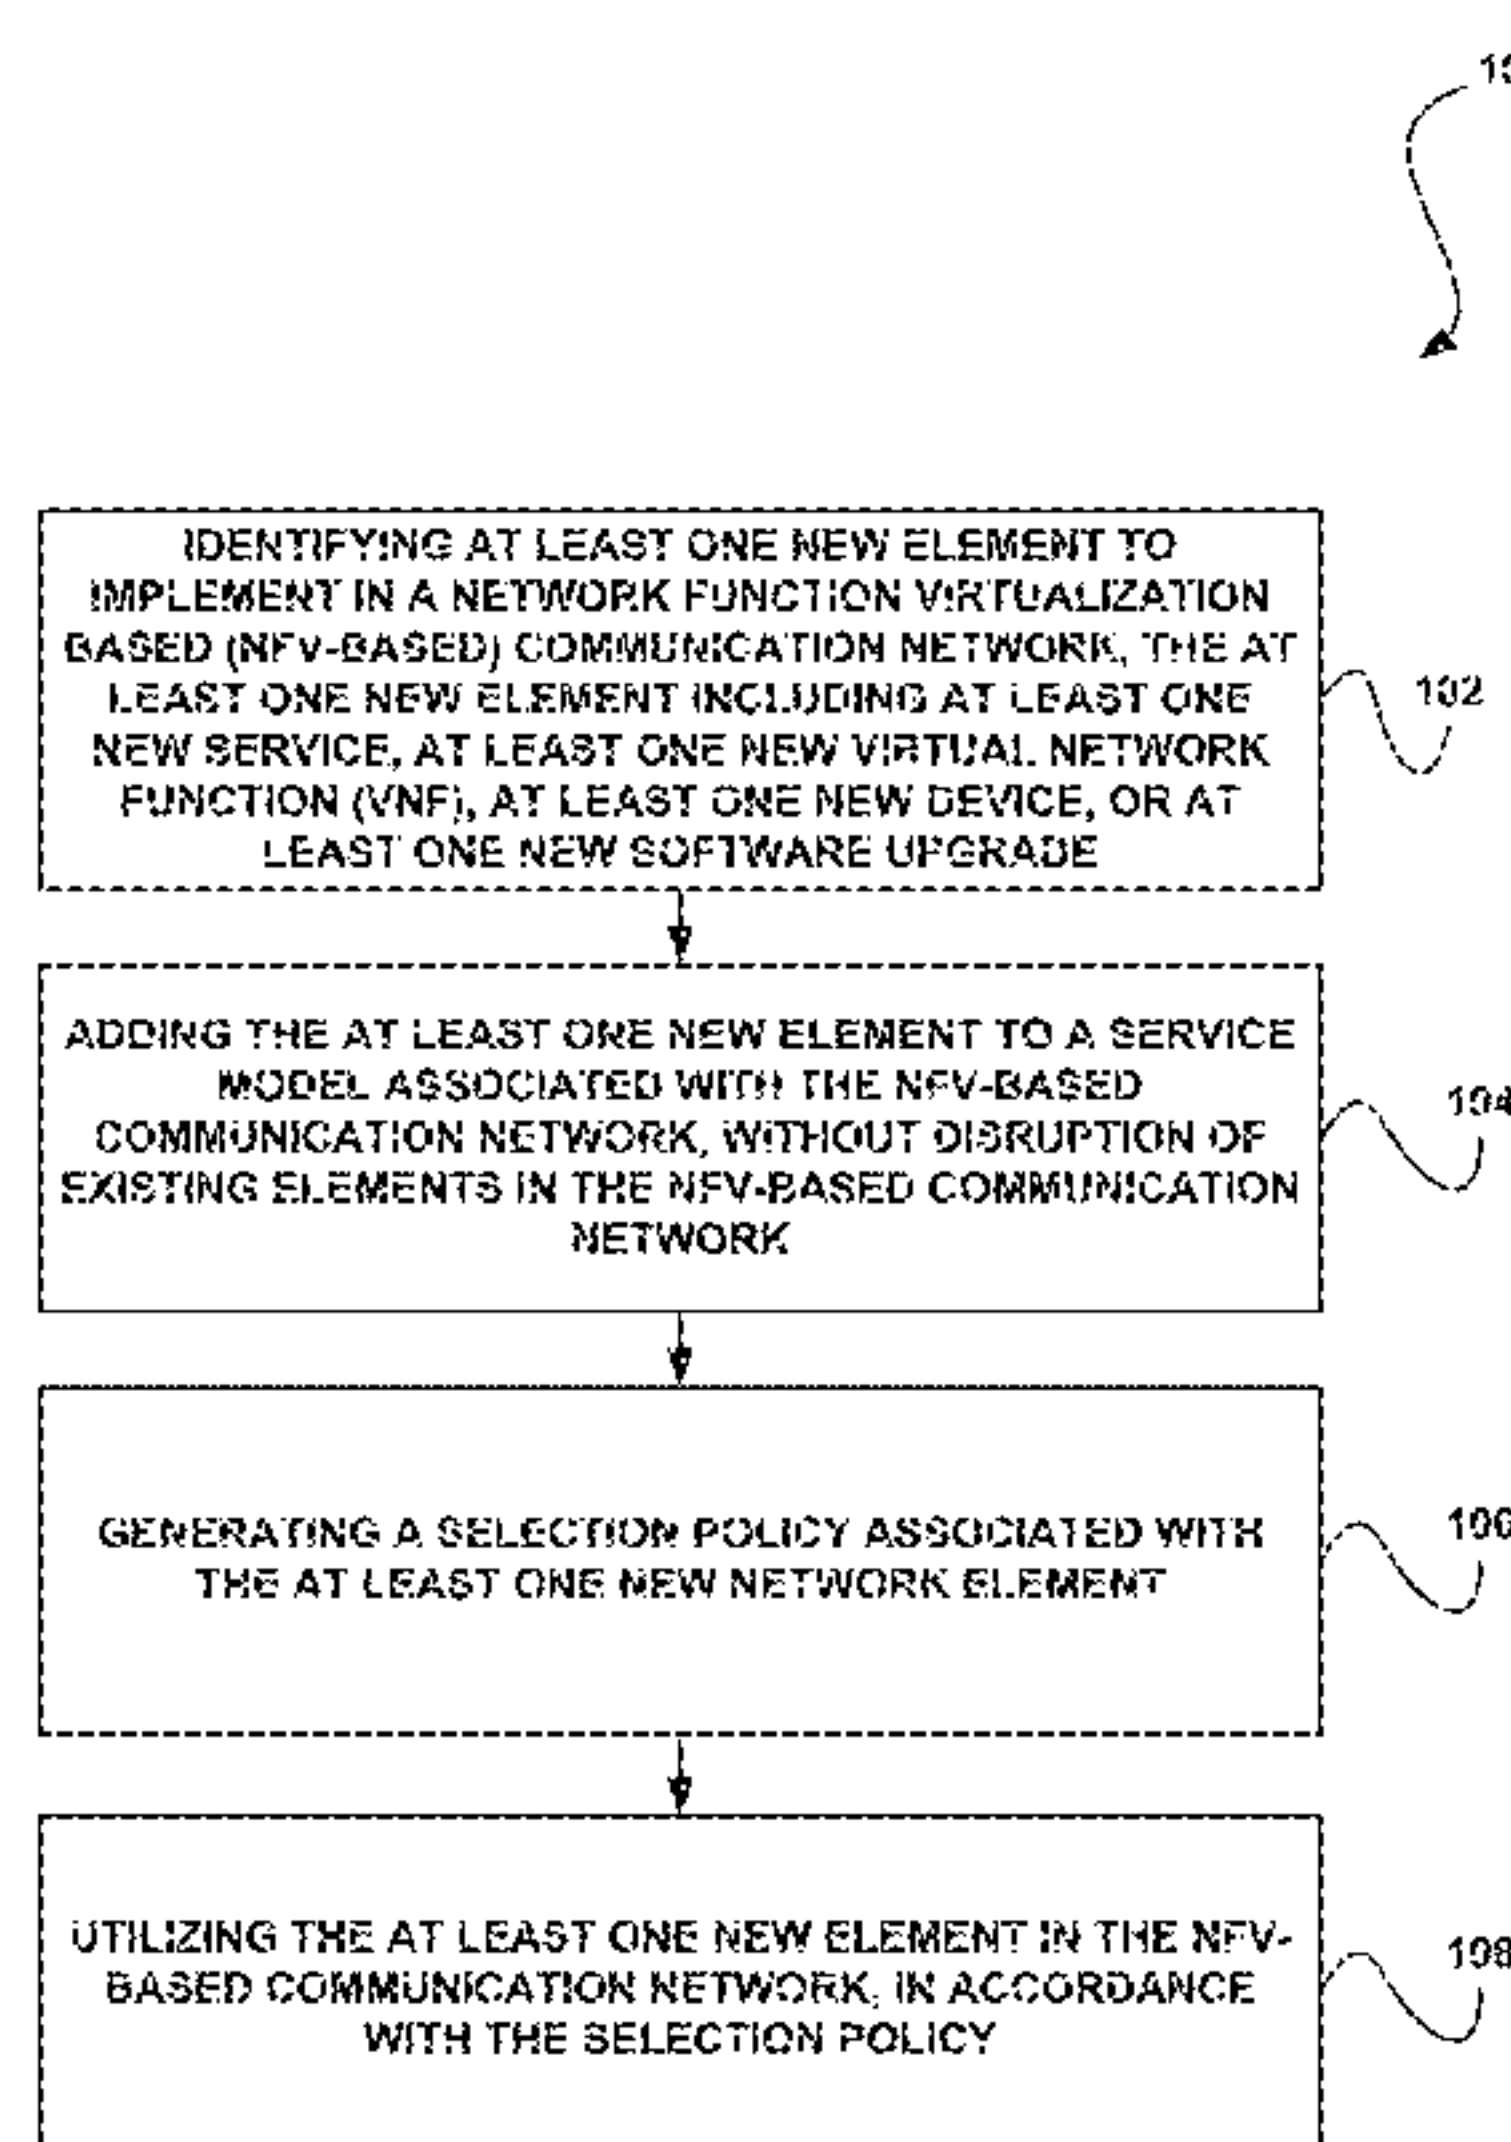 IDENTIFYING AT LEAST ONE NEW ELEMENT TO
IMPLEMENT IN A NETWORK FUNCTION VIRTUALIZATION
BASED (NFV-BASED) COMMUNICATION NETWORK, THE AT
LEAST ONE NEW ELEMENT INCLUDING AT LEAST ONE
NEW SERVICE, AT LEAST ONE NEW VIRTUAL NETWORK
FUNCTION (VNF), AT LEAST ONE NEW DEVICE, OR AT
LEAST ONE NEW SOFTWARE UPGRADE
102
ADDING THE AT LEAST ONE NEW ELEMENT TO A SERVICE
MODEL ASSOCIATED WITH THE NFV-BASED
COMMUNICATION NETWORK, WITHOUT DISRUPTION OF
EXISTING ELEMENTS IN THE NFV-BASED COMMUNICATION
NETWORK
104
GENERATING A SELECTION POLICY ASSOCIATED WITH
THE AT LEAST ONE NEW NETWORK ELEMENT
106
UTILIZING THE AT LEAST ONE NEW ELEMENT IN THE NFV-
BASED COMMUNICATION NETWORK, IN ACCORDANCE
WITH THE SELECTION POLICY
108